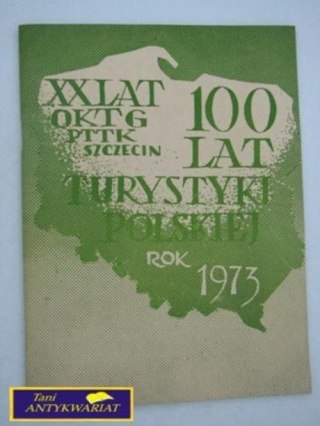 XX LAT
OKTG
PTTK
SZCZECIN
100
LAT
TURYSTYKI
POLSKIEJ
ROK
1973
Tani
ANTYKWARIAT